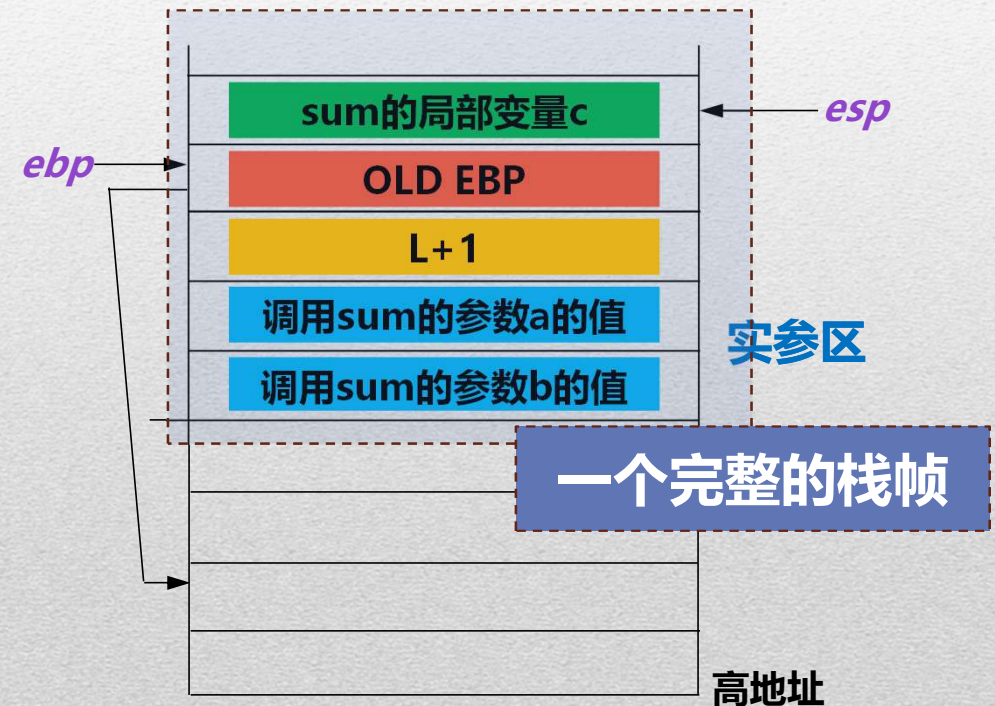 sum的局部变量c
esp
ebp
OLD EBP
L+1
调用sum的参数a的值
实参区
调用sum的参数b的值
一个完整的栈帧
高地址